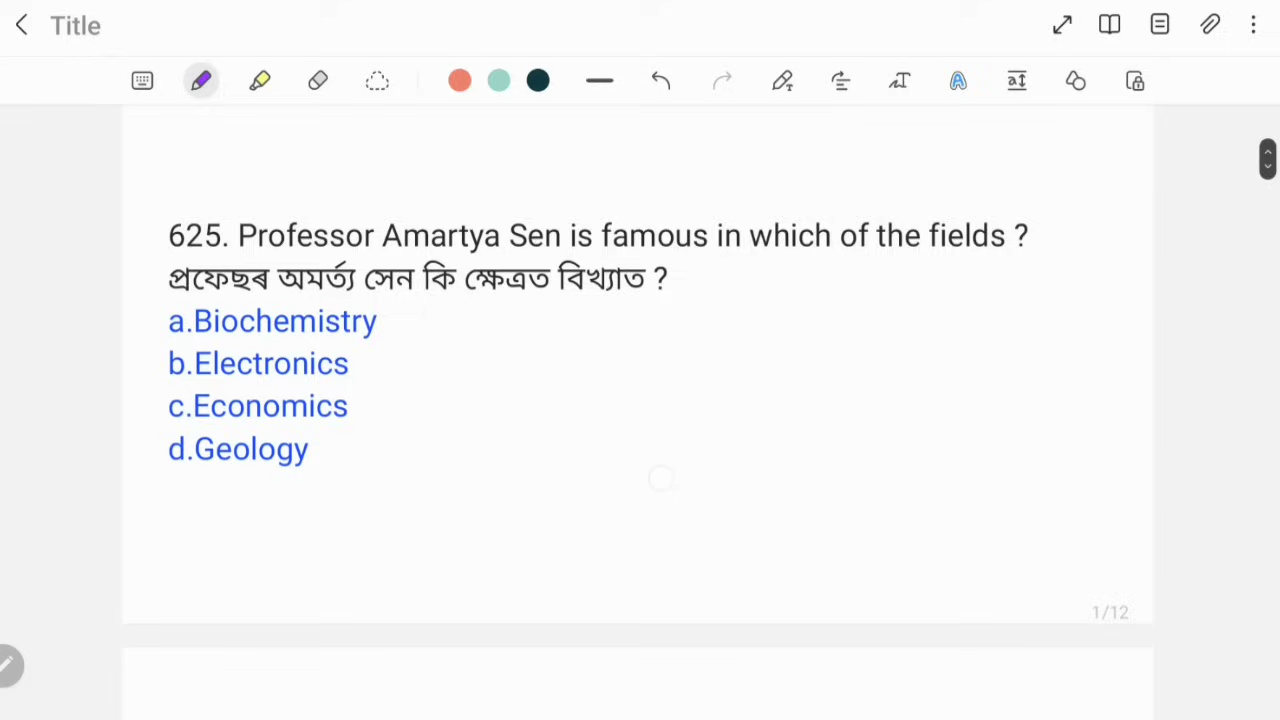 Title
625. Professor Amartya Sen is famous in which of the fields ?
প্ৰফেছৰ অমৰ্ত্য সেন কি ক্ষেত্ৰত বিখ্যাত ?
a.Biochemistry
b.Electronics
c.Economics
d.Geology
1/12